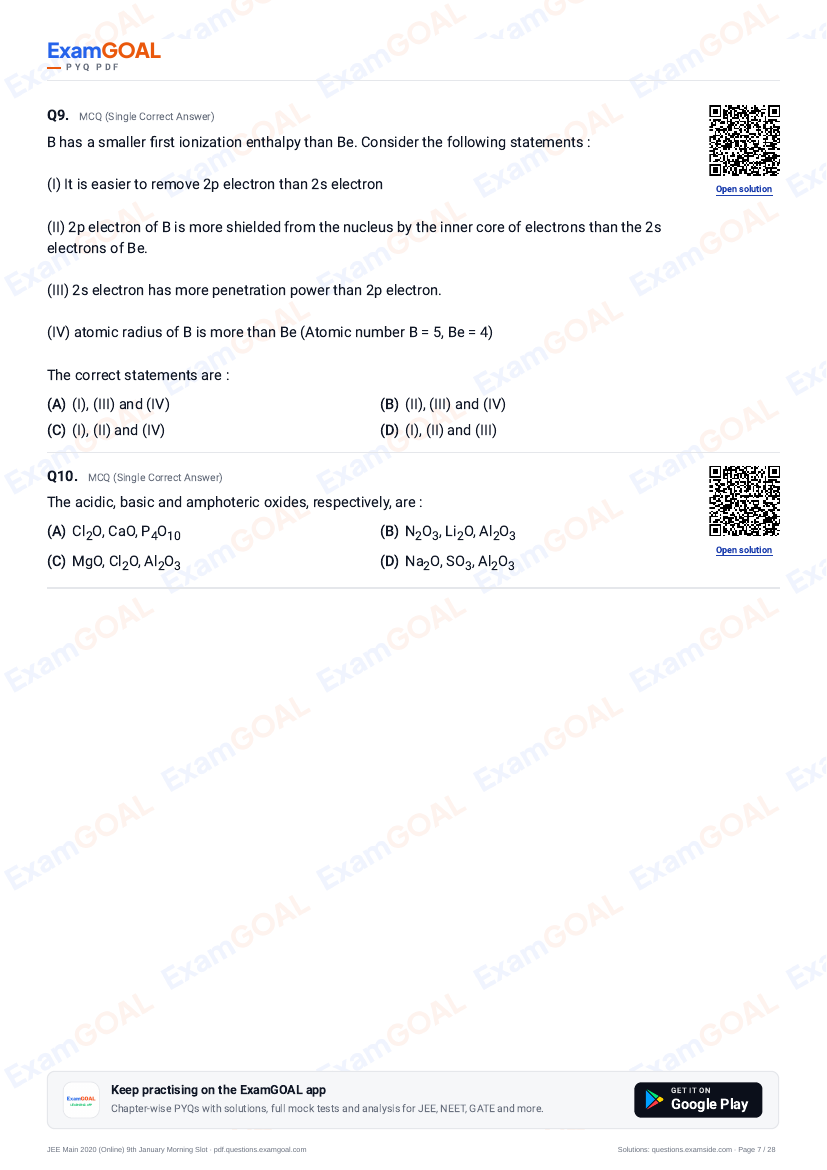 ExamGOAL
PYQ PDF
Q9. MCQ (Single Correct Answer)
B has a smaller first ionization enthalpy than Be. Consider the following statements :
Open solution
(I) It is easier to remove 2p electron than 2s electron
(II) 2p electron of B is more shielded from the nucleus by the inner core of electrons than the 2s
electrons of Be.
(III) 2s electron has more penetration power than 2p electron.
(IV) atomic radius of B is more than Be (Atomic number B = 5, Be = 4)
The correct statements are :
(A) (I), (III) and (IV) (B) (II), (III) and (IV)
(C) (I), (II) and (IV) (D) (I), (II) and (III)
Q10. MCQ (Single Correct Answer)
The acidic, basic and amphoteric oxides, respectively, are :
(A) Cl2O, CaO, P4O10 (B) N2O3, Li2O, Al2O3
Open solution
(C) MgO, Cl2O, Al2O3 (D) Na2O, SO3, Al2O3
ExamGOAL
Keep practising on the ExamGOAL app
Chapter-wise PYQs with solutions, full mock tests and analysis for JEE, NEET, GATE and more.
GET IT ON
Google Play
JEE Main 2020 (Online) 9th January Morning Slot · pdf.questions.examgoal.com Solutions: questions.examside.com · Page 7 / 28